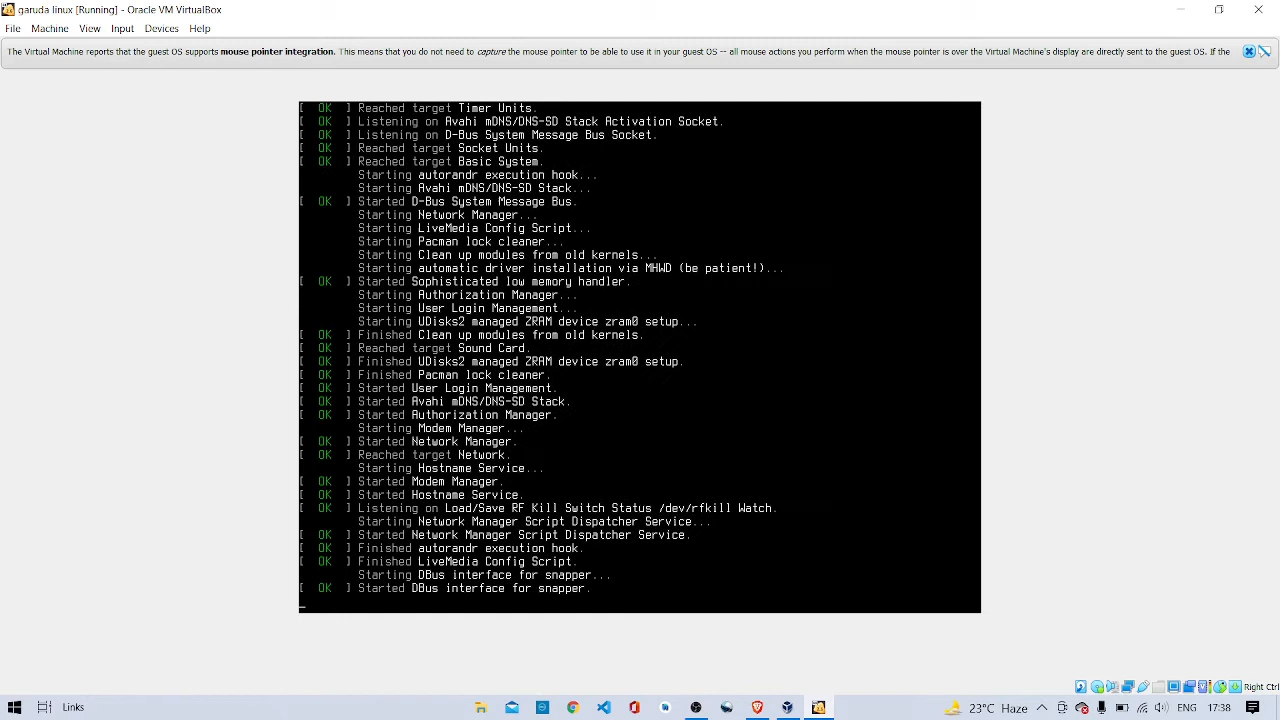 garuda linux [Running] - Oracle VM VirtualBox
File Machine View Input Devices Help
The Virtual Machine reports that the guest OS supports mouse pointer integration. This means that you do not need to capture the mouse pointer to be able to use it in your guest OS -- all mouse actions you perform when the mouse pointer is over the Virtual Machine's display are directly sent to the guest OS. If the
[ OK ] Reached target Timer Units.
[ OK ] Listening on Avahi mDNS/DNS-SD Stack Activation Socket.
[ OK ] Listening on D-Bus System Message Bus Socket.
[ OK ] Reached target Socket Units.
[ OK ] Reached target Basic System.
Starting autorandr execution hook...
Starting Avahi mDNS/DNS-SD Stack...
[ OK ] Started D-Bus System Message Bus.
Starting Network Manager...
Starting LiveMedia Config Script...
Starting Pacman lock cleaner...
Starting Clean up modules from old kernels...
Starting automatic driver installation via MHWD (be patient!)...
[ OK ] Started Sophisticated low memory handler.
Starting Authorization Manager...
Starting User Login Management...
Starting UDisks2 managed ZRAM device zram0 setup...
[ OK ] Finished Clean up modules from old kernels.
[ OK ] Reached target Sound Card.
[ OK ] Finished UDisks2 managed ZRAM device zram0 setup.
[ OK ] Finished Pacman lock cleaner.
[ OK ] Started User Login Management.
[ OK ] Started Avahi mDNS/DNS-SD Stack.
[ OK ] Started Authorization Manager.
Starting Modem Manager...
[ OK ] Started Network Manager.
[ OK ] Reached target Network.
Starting Hostname Service...
[ OK ] Started Modem Manager.
[ OK ] Started Hostname Service.
[ OK ] Listening on Load/Save RF Kill Switch Status /dev/rfkill Watch.
Starting Network Manager Script Dispatcher Service...
[ OK ] Started Network Manager Script Dispatcher Service.
[ OK ] Finished autorandr execution hook.
[ OK ] Finished LiveMedia Config Script.
Starting DBus interface for snapper...
[ OK ] Started DBus interface for snapper.
Right Ctrl
Links 23°C Haze ENG 17:38